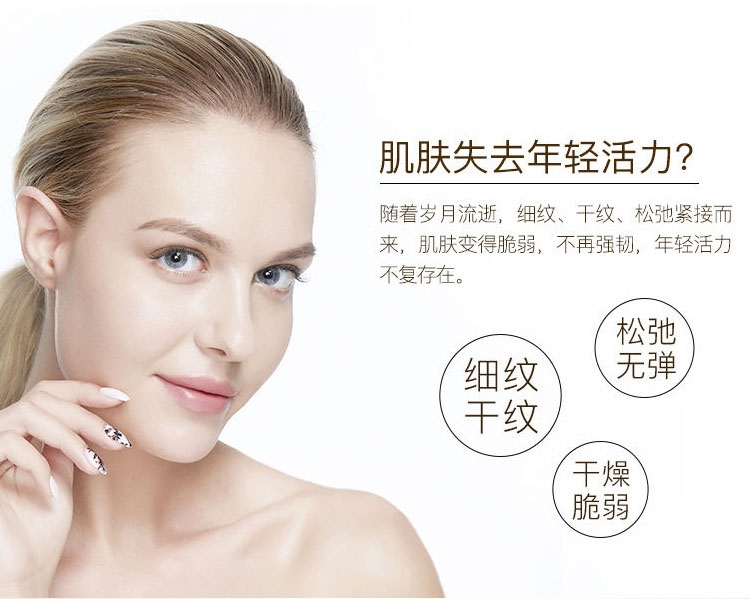 肌肤失去年轻活力?
随着岁月流逝，细纹、干纹、松弛紧接而
来，肌肤变得脆弱，不再强韧，年轻活力
不复存在。
松弛
无弹
细纹
干纹
干燥
脆弱